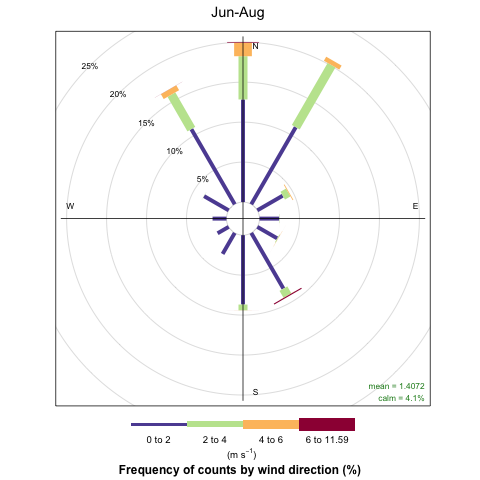 Jun-Aug
25%
20%
15%
10%
5%
N
W
E
S
mean = 1.4072
calm = 4.1%
0 to 2
2 to 4
4 to 6
6 to 11.59
(m s⁻¹)
Frequency of counts by wind direction (%)